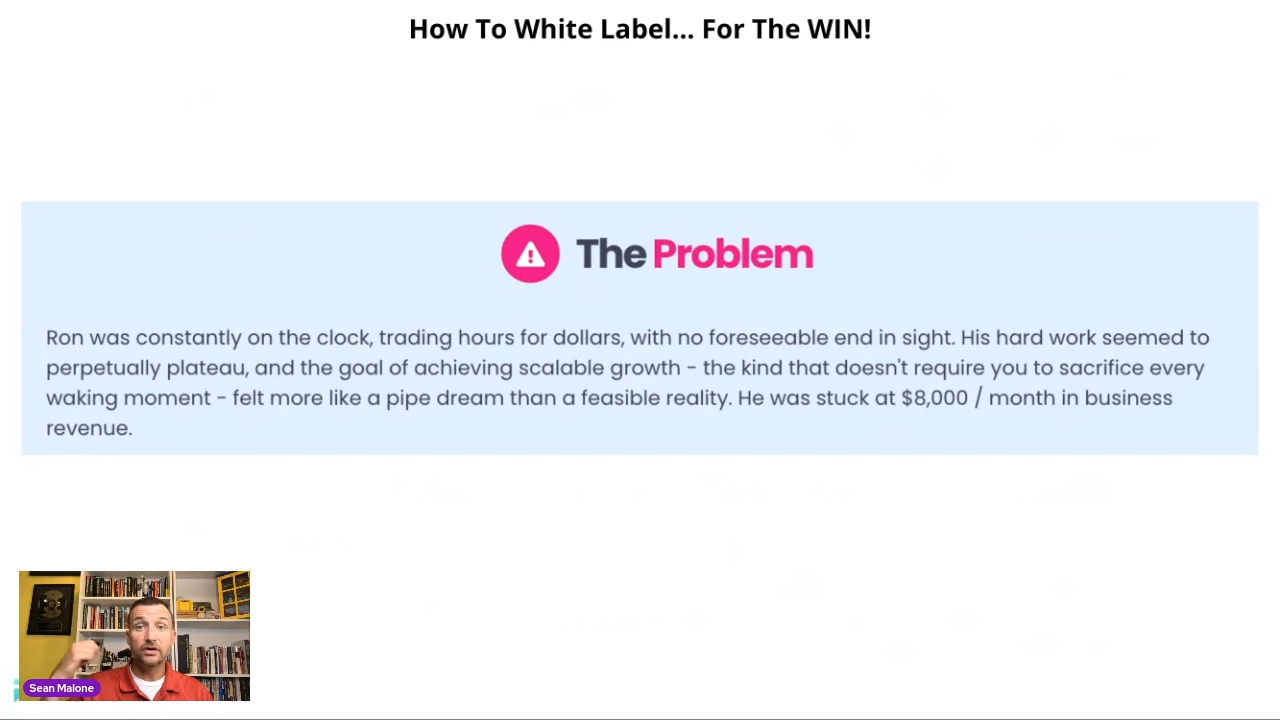 How To White Label... For The WIN!
The Problem
Ron was constantly on the clock, trading hours for dollars, with no foreseeable end in sight. His hard work seemed to
perpetually plateau, and the goal of achieving scalable growth - the kind that doesn't require you to sacrifice every
waking moment - felt more like a pipe dream than a feasible reality. He was stuck at $8,000 / month in business
revenue.
Sean Malone